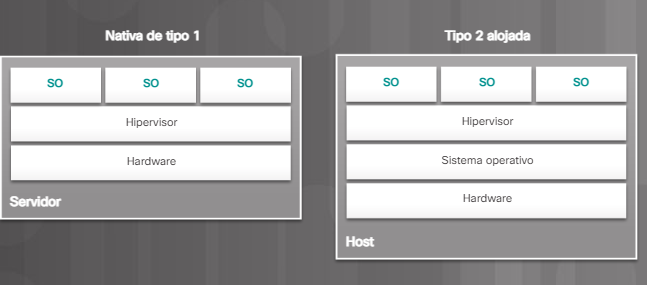 Nativa de tipo 1
SO SO SO
Hipervisor
Hardware
Servidor
Tipo 2 alojada
SO SO SO
Hipervisor
Sistema operativo
Hardware
Host